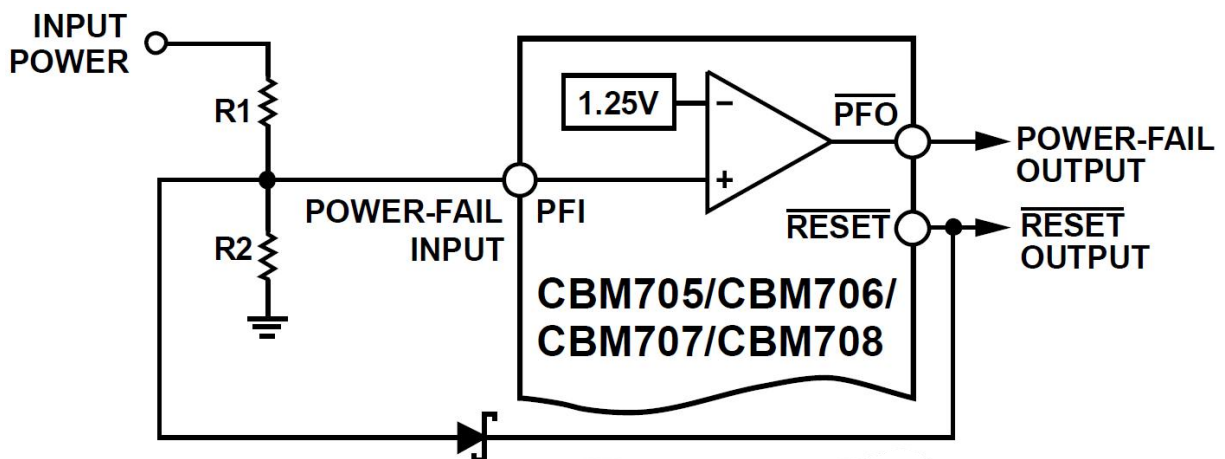 INPUT
POWER
R1
1.25V
−
+
PFO
POWER-FAIL
OUTPUT
POWER-FAIL
INPUT
PFI
RESET
RESET
OUTPUT
R2
CBM705/CBM706/
CBM707/CBM708